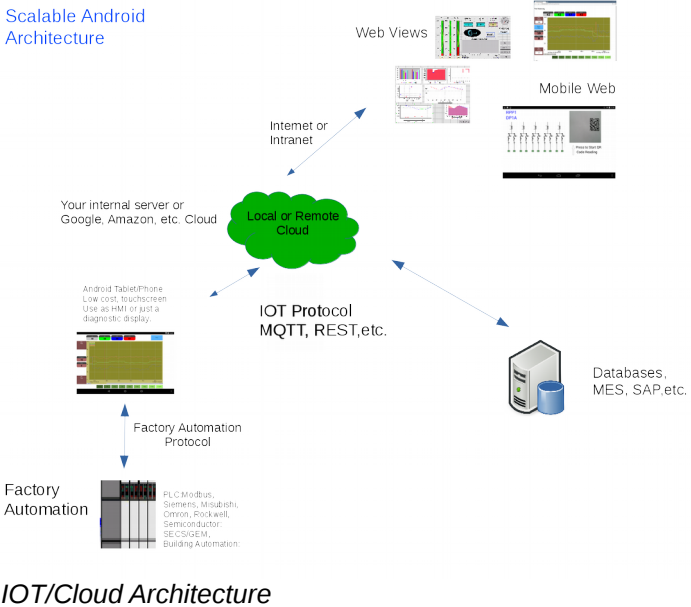 Scalable Android
Architecture
Web Views
Mobile Web
Internet or
Intranet
Your internal server or
Google, Amazon, etc. Cloud
Local or Remote
Cloud
Android Tablet/Phone
Low cost, touchscreen
Use as HMI or just a
diagnostic display.
IOT Protocol
MQTT, REST,etc.
Databases,
MES, SAP,etc.
Factory Automation
Protocol
Factory
Automation
PLC:Modbus,
Siemens, Misubishi,
Omron, Rockwell,
Semiconductor:
SECS/GEM,
Building Automation:
IOT/Cloud Architecture